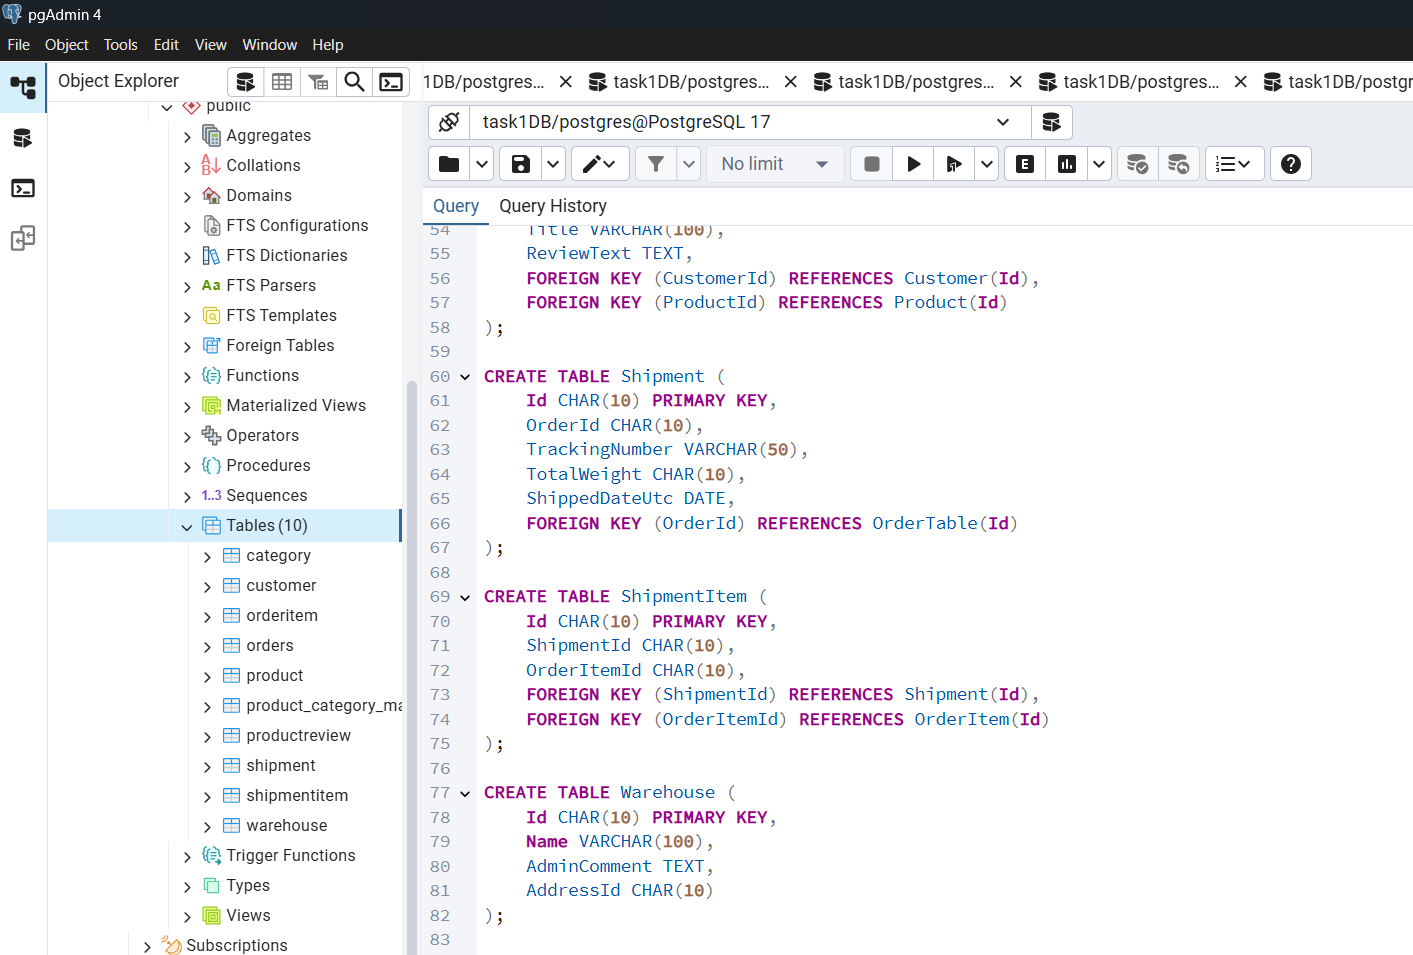 pgAdmin 4
File Object Tools Edit View Window Help
Object Explorer
1DB/postgres... task1DB/postgres... task1DB/postgres... task1DB/postgres... task1DB/postgr
public
Aggregates
Collations
Domains
FTS Configurations
FTS Dictionaries
Aa FTS Parsers
FTS Templates
Foreign Tables
Functions
Materialized Views
Operators
Procedures
1..3 Sequences
Tables (10)
category
customer
orderitem
orders
product
product_category_ma
productreview
shipment
shipmentitem
warehouse
Trigger Functions
Types
Views
Subscriptions
task1DB/postgres@PostgreSQL 17
No limit
E
Query Query History
54 Title VARCHAR(100),
55 ReviewText TEXT,
56 FOREIGN KEY (CustomerId) REFERENCES Customer(Id),
57 FOREIGN KEY (ProductId) REFERENCES Product(Id)
58 );
59
60 CREATE TABLE Shipment (
61 Id CHAR(10) PRIMARY KEY,
62 OrderId CHAR(10),
63 TrackingNumber VARCHAR(50),
64 TotalWeight CHAR(10),
65 ShippedDateUtc DATE,
66 FOREIGN KEY (OrderId) REFERENCES OrderTable(Id)
67 );
68
69 CREATE TABLE ShipmentItem (
70 Id CHAR(10) PRIMARY KEY,
71 ShipmentId CHAR(10),
72 OrderItemId CHAR(10),
73 FOREIGN KEY (ShipmentId) REFERENCES Shipment(Id),
74 FOREIGN KEY (OrderItemId) REFERENCES OrderItem(Id)
75 );
76
77 CREATE TABLE Warehouse (
78 Id CHAR(10) PRIMARY KEY,
79 Name VARCHAR(100),
80 AdminComment TEXT,
81 AddressId CHAR(10)
82 );
83